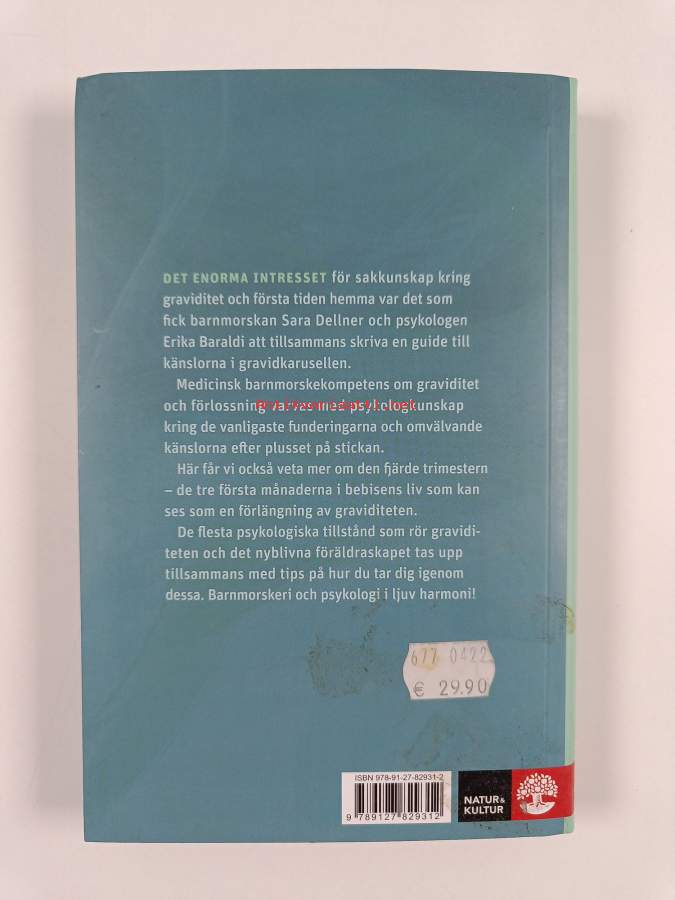 DET ENORMA INTRESSET för sakkunskap kring
graviditet och första tiden hemma var det som
fick barnmorskan Sara Dellner och psykologen
Erika Baraldi att tillsammans skriva en guide till
känslorna i gravidkarusellen.
Medicinsk barnmorskekompetens om graviditet
och förlossning varvas med psykologkunskap
kring de vanligaste funderingarna och omvälvande
känslorna efter plusset på stickan.
Här får vi också veta mer om den fjärde trimestern
– de tre första månaderna i bebisens liv som kan
ses som en förlängning av graviditeten.
De flesta psykologiska tillstånd som rör gravidi-
teten och det nyblivna föräldraskapet tas upp
tillsammans med tips på hur du tar dig igenom
dessa. Barnmorskeri och psykologi i ljuv harmoni!
677 0422
€ 29.90
ISBN 978-91-27-82931-2
9 789127 829312
NATUR &
KULTUR